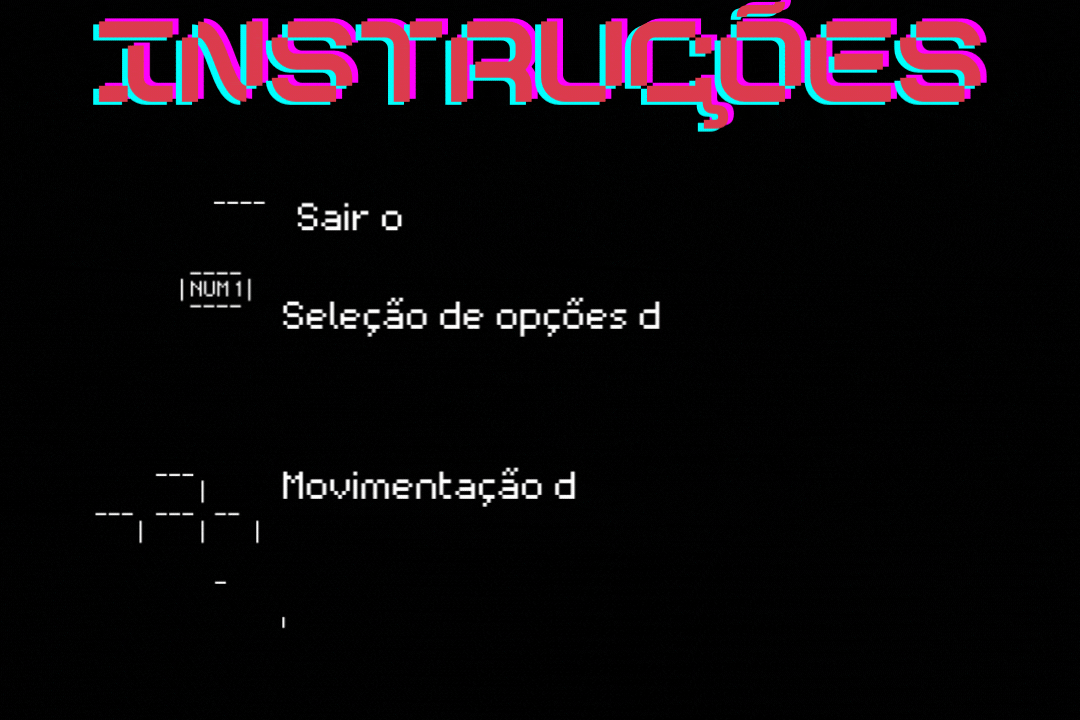 INSTRUÇÕES
Sair o
NUM 1
Seleção de opções d
Movimentação d